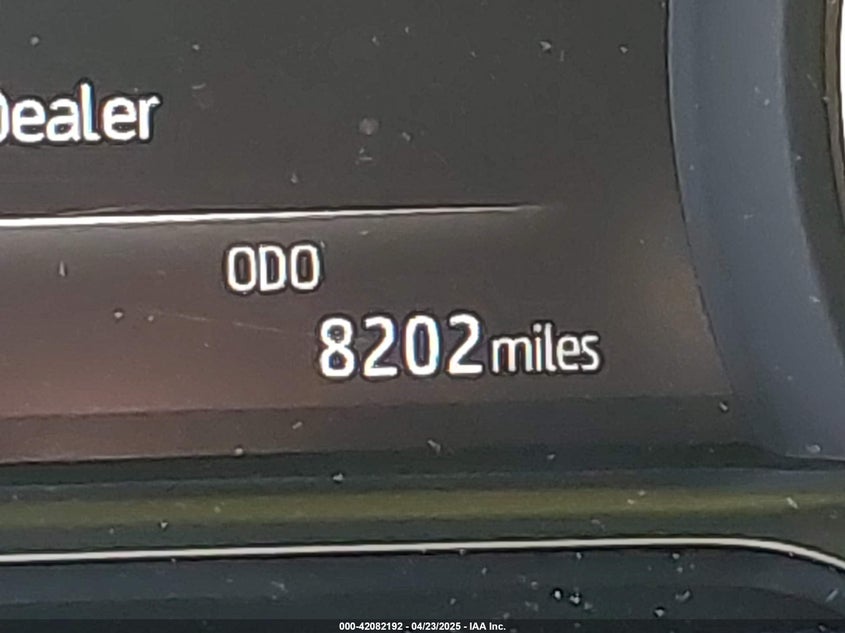 Dealer
ODO
8202 miles
000-42082192 - 04/23/2025 - IAA Inc.